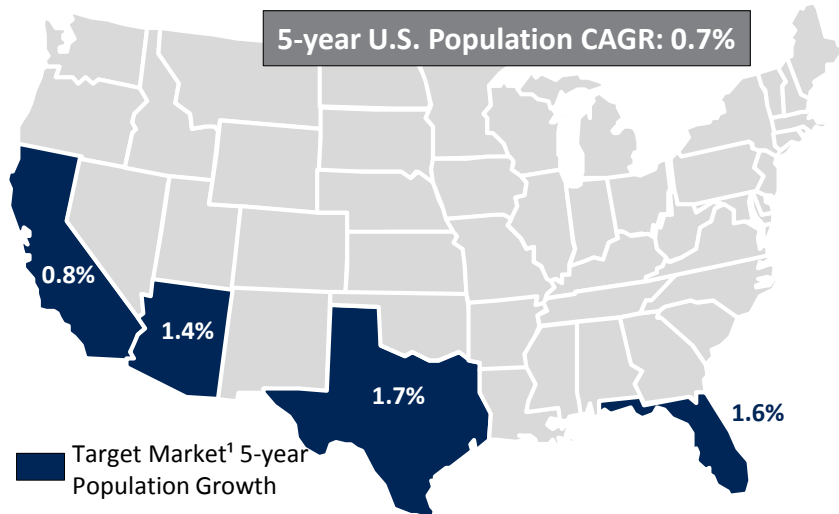 5-year U.S. Population CAGR: 0.7%
0.8%
1.4%
1.7%
1.6%
Target Market¹ 5-year
Population Growth